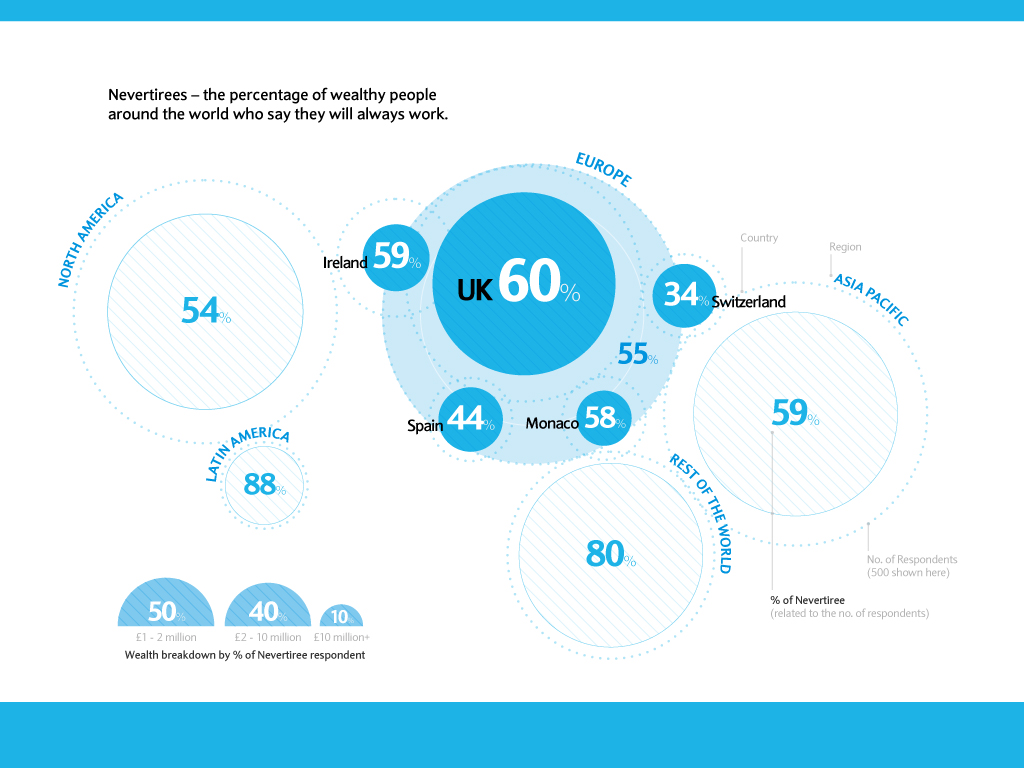 Nevertirees – the percentage of wealthy people
around the world who say they will always work.
EUROPE
NORTH AMERICA
Country
Region
Ireland 59%
UK 60%
34% Switzerland
ASIA PACIFIC
54%
55%
59%
Spain 44%
Monaco 58%
LATIN AMERICA
88%
REST OF THE WORLD
80%
No. of Respondents
(500 shown here)
% of Nevertiree
(related to the no. of respondents)
50% 40% 10%
£1 - 2 million £2 - 10 million £10 million+
Wealth breakdown by % of Nevertiree respondent